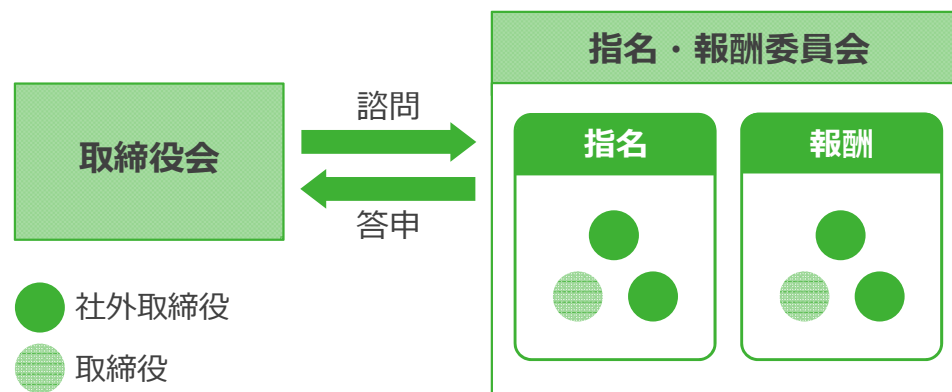 指名・報酬委員会
取締役会
諮問
答申
指名
報酬
社外取締役
取締役